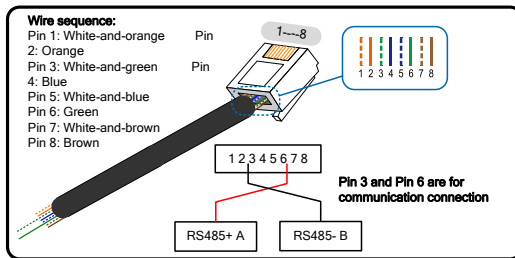 Wire sequence:
Pin 1: White-and-orange Pin
2: Orange
Pin 3: White-and-green Pin
4: Blue
Pin 5: White-and-blue
Pin 6: Green
Pin 7: White-and-brown
Pin 8: Brown
1---8
1 2 3 4 5 6 7 8
1 2 3 4 5 6 7 8
Pin 3 and Pin 6 are for
communication connection
RS485+ A
RS485- B